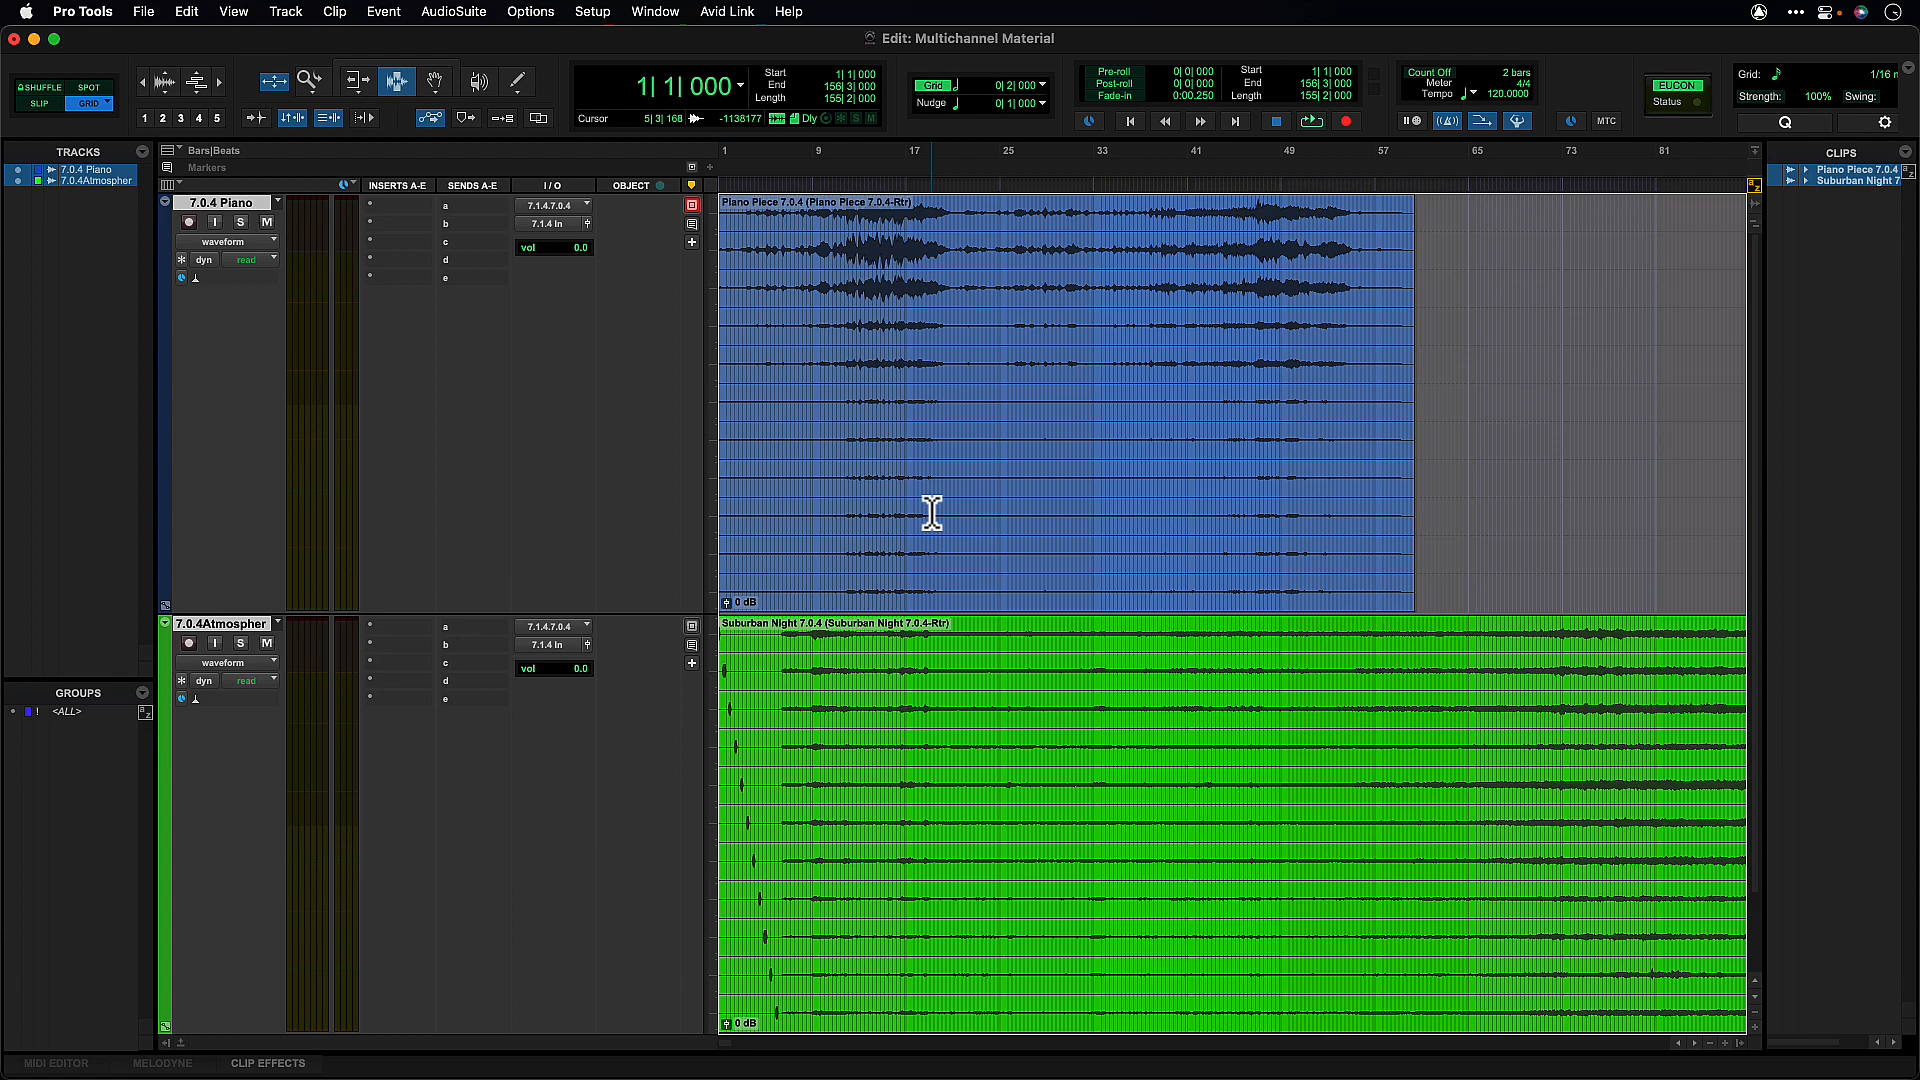 Pro Tools File Edit View Track Clip Event AudioSuite Options Setup Window Avid Link Help
Edit: Multichannel Material
SHUFFLE SPOT
SLIP GRID
1 2 3 4 5
1| 1| 000
Start 1| 1| 000
End 156| 3| 000
Length 155| 2| 000
Cursor 5| 3| 168 -1138177 Dly S M
Grid 0| 2| 000
Nudge 0| 1| 000
Pre-roll 0| 0| 000
Post-roll 0| 0| 000
Fade-in 0:00.250
Start 1| 1| 000
End 156| 3| 000
Length 155| 2| 000
Count Off 2 bars
Meter 4/4
Tempo 120.0000
MTC
EUCON
Status
Grid: 1/16 n
Strength: 100% Swing:
Q
TRACKS
7.0.4 Piano
7.0.4Atmospher
GROUPS
! <ALL>
a z
Bars|Beats
Markers
1 9 17 25 33 41 49 57 65 73 81
INSERTS A-E SENDS A-E I / O OBJECT
7.0.4 Piano
I S M
waveform
dyn read
a
b
c
d
e
7.1.4.7.0.4
7.1.4 In
vol 0.0
Piano Piece 7.0.4 (Piano Piece 7.0.4-Rtr)
0 dB
7.0.4Atmospher
I S M
waveform
dyn read
a
b
c
d
e
7.1.4.7.0.4
7.1.4 In
vol 0.0
Suburban Night 7.0.4 (Suburban Night 7.0.4-Rtr)
0 dB
CLIPS
Piano Piece 7.0.4
Suburban Night 7
a z
MIDI EDITOR MELODYNE CLIP EFFECTS